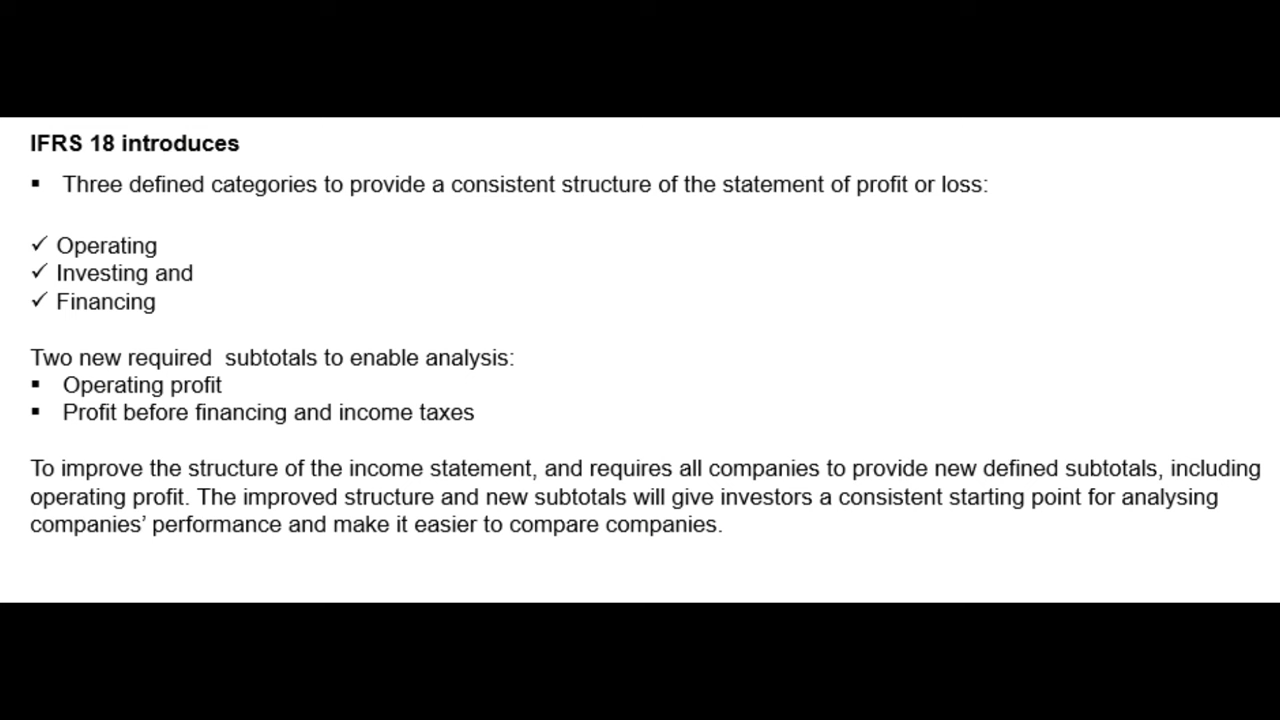 IFRS 18 introduces
▪ Three defined categories to provide a consistent structure of the statement of profit or loss:
✓ Operating
✓ Investing and
✓ Financing
Two new required  subtotals to enable analysis:
▪ Operating profit
▪ Profit before financing and income taxes
To improve the structure of the income statement, and requires all companies to provide new defined subtotals, including
operating profit. The improved structure and new subtotals will give investors a consistent starting point for analysing
companies’ performance and make it easier to compare companies.